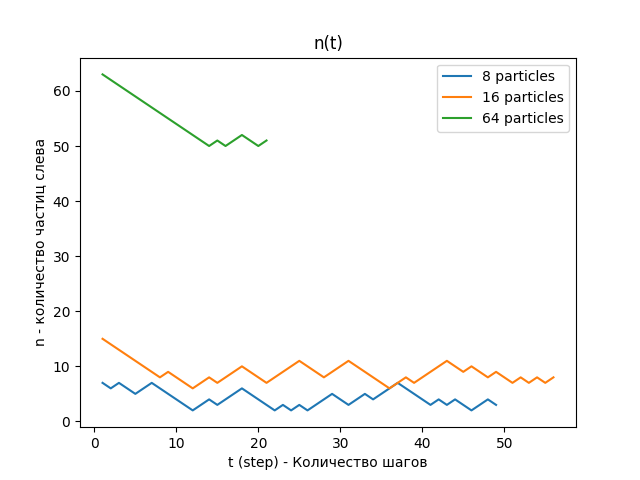 n(t)
8 particles
16 particles
64 particles
n - количество частиц слева
60
50
40
30
20
10
0
0 10 20 30 40 50
t (step) - Количество шагов